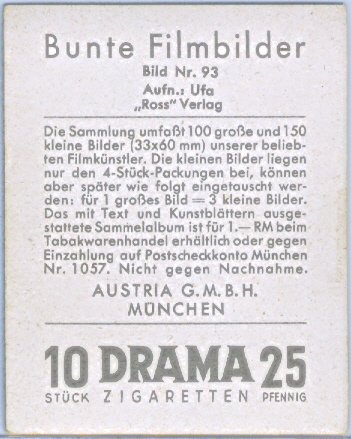 Bunte Filmbilder
Bild Nr. 93
Aufn.: Ufa
„Ross" Verlag
Die Sammlung umfaßt 100 große und 150
kleine Bilder (33x60 mm) unserer belieb-
ten Filmkünstler. Die kleinen Bilder liegen
nur den 4-Stück-Packungen bei, können
aber später wie folgt eingetauscht wer-
den: für 1 großes Bild = 3 kleine Bilder.
Das mit Text und Kunstblättern ausge-
stattete Sammelalbum ist für 1.— RM beim
Tabakwarenhandel erhältlich oder gegen
Einzahlung auf Postscheckkonto München
Nr. 1057. Nicht gegen Nachnahme.
AUSTRIA G.M.B.H.
MÜNCHEN
10 DRAMA 25
STÜCK ZIGARETTEN PFENNIG